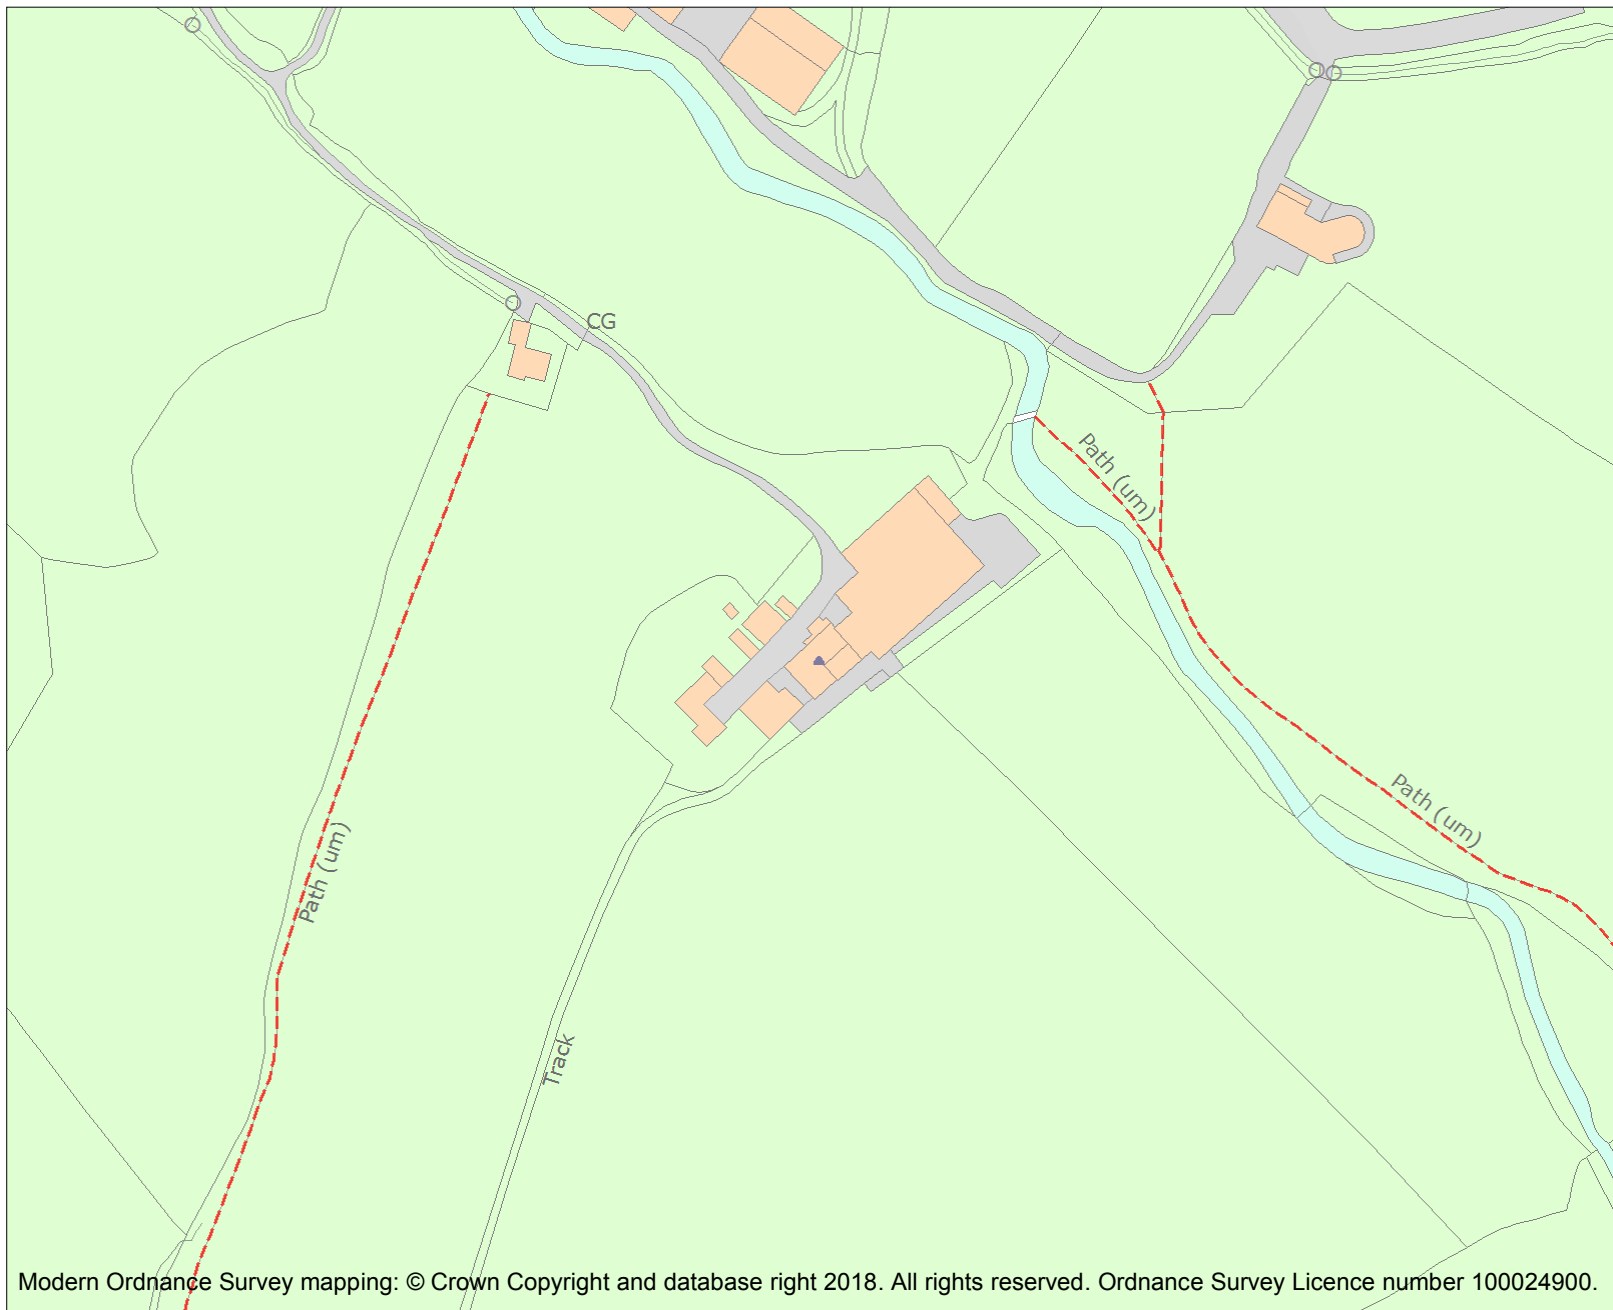 CG
Path (um)
Path (um)
Path (um)
Track
Modern Ordnance Survey mapping: © Crown Copyright and database right 2018. All rights reserved. Ordnance Survey Licence number 100024900.